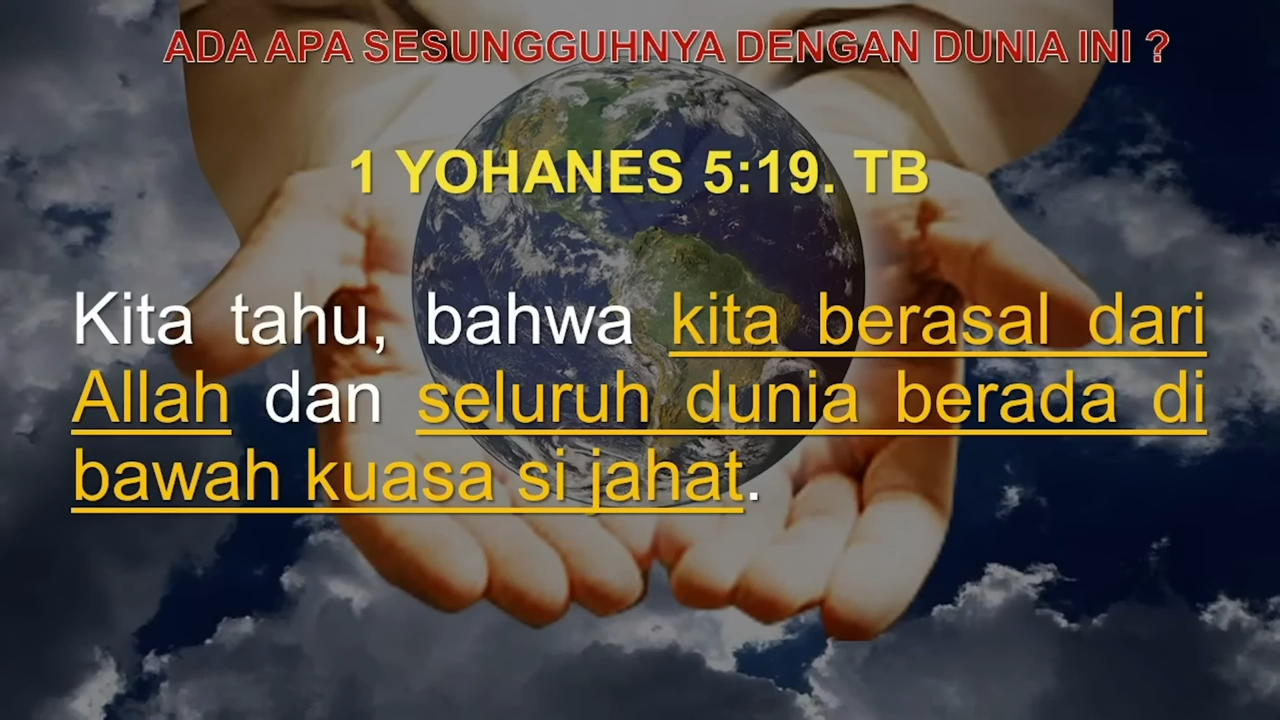 ADA APA SESUNGGUHNYA DENGAN DUNIA INI ?
1 YOHANES 5:19. TB
Kita tahu, bahwa kita berasal dari
Allah dan seluruh dunia berada di
bawah kuasa si jahat.